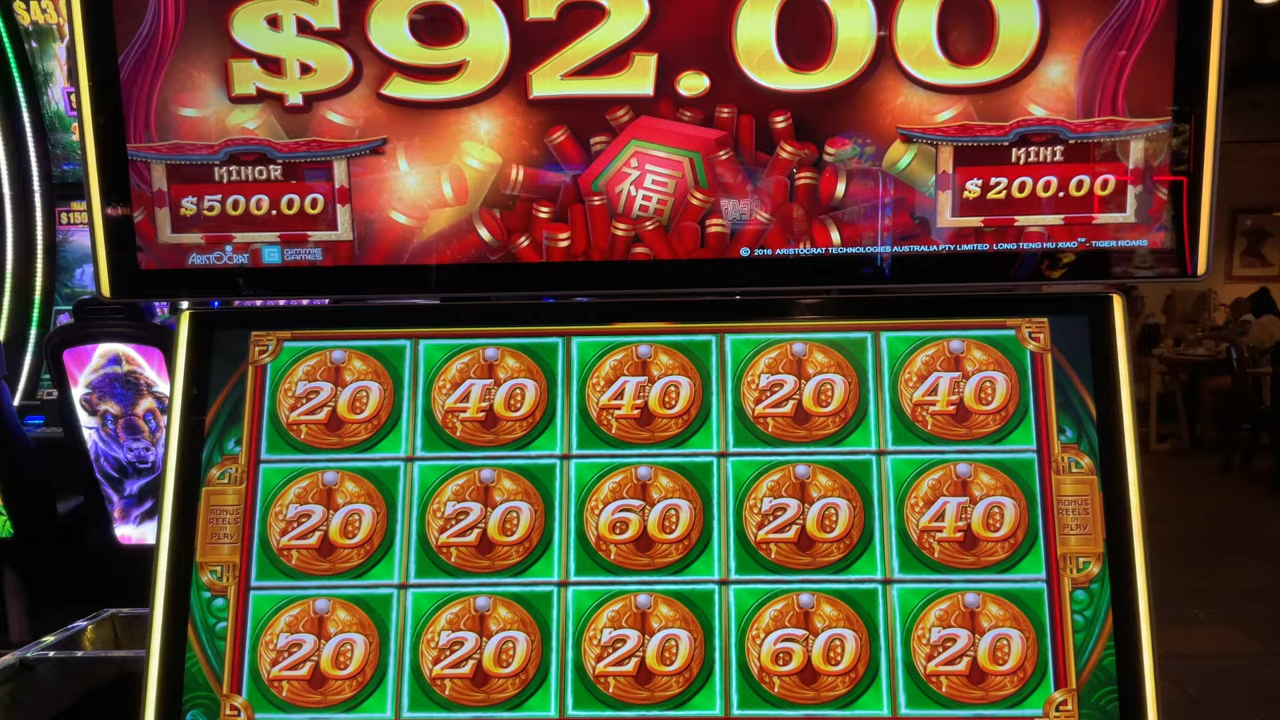 $43.
$92.00
MINOR
$500.00
福
MINI
$200.00
$150
ARISTOCRAT
GIMMIE
GAMES
© 2016 ARISTOCRAT TECHNOLOGIES AUSTRALIA PTY LIMITED LONG TENG HU XIAO™ - TIGER ROARS
20 40 40 20 40
BONUS
REELS
IN
PLAY
20 20 60 20 40
BONUS
REELS
IN
PLAY
20 20 20 60 20